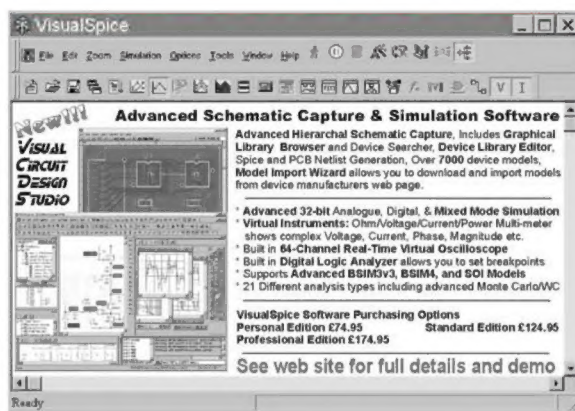 VisualSpice
File Edit Zoom Simulation Options Tools Window Help
V I
New!!!
VISUAL
CIRCUIT
DESIGN
STUDIO
Advanced Schematic Capture & Simulation Software
Advanced Hierarchal Schematic Capture, Includes Graphical
Library Browser and Device Searcher, Device Library Editor,
Spice and PCB Netlist Generation, Over 7000 device models,
Model Import Wizard allows you to download and import models
from device manufacturers web page.
* Advanced 32-bit Analogue, Digital, & Mixed Mode Simulation
* Virtual Instruments: Ohm/Voltage/Current/Power Multi-meter
shows complex Voltage, Current, Phase, Magnitude etc.
* Built in 64-Channel Real-Time Virtual Oscilloscope
* Built in Digital Logic Analyzer allows you to set breakpoints
* Supports Advanced BSIM3v3, BSIM4, and SOI Models
* 21 Different analysis types including advanced Monte Carlo/WC
VisualSpice Software Purchasing Options
Personal Edition £74.95 Standard Edition £124.95
Professional Edition £174.95
See web site for full details and demo
Ready